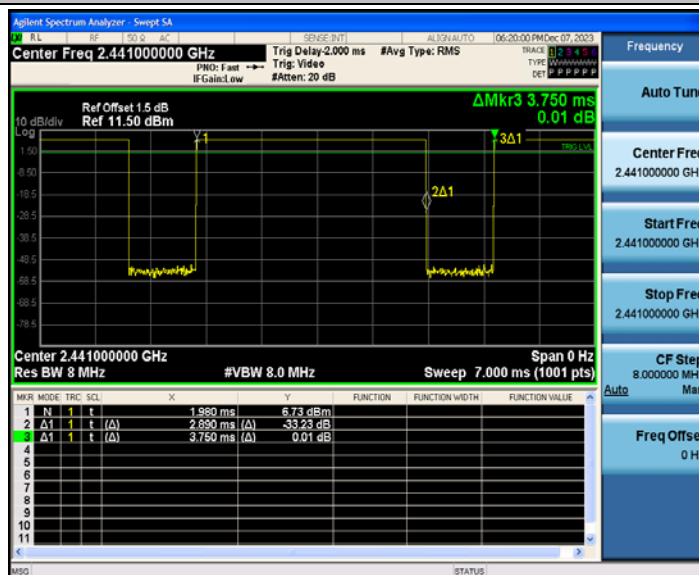 Agilent Spectrum Analyzer - Swept SA
RL RF 50 Ω AC SENSE:INT ALIGN AUTO 06:20:00 PM Dec 07, 2023
Center Freq 2.441000000 GHz
Trig Delay-2.000 ms #Avg Type: RMS
TRACE 1 2 3 4 5 6
PNO: Fast Trig: Video
TYPE
IFGain:Low #Atten: 20 dB
DET P P P P P P
Ref Offset 1.5 dB ΔMkr3 3.750 ms
10 dB/div Ref 11.50 dBm 0.01 dB
Log
1
3Δ1
1.50
TRIG LVL
-8.50
-18.5
2Δ1
-28.5
-38.5
-48.5
-58.5
-68.5
-78.5
Center 2.441000000 GHz Span 0 Hz
Res BW 8 MHz #VBW 8.0 MHz Sweep 7.000 ms (1001 pts)
MKR MODE TRC SCL X Y FUNCTION FUNCTION WIDTH FUNCTION VALUE
1 N 1 t 1.980 ms 6.73 dBm
2 Δ1 1 t (Δ) 2.890 ms (Δ) -33.23 dB
3 Δ1 1 t (Δ) 3.750 ms (Δ) 0.01 dB
4
5
6
7
8
9
10
11
MSG STATUS
Frequency
Auto Tun
Center Fre
2.441000000 GH
Start Fre
2.441000000 GH
Stop Fre
2.441000000 GH
CF Step
8.000000 MH
Auto Ma
Freq Offse
0 H